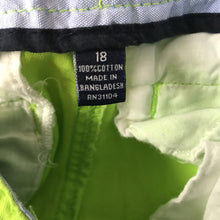 18
100%COTTON
MADE IN
BANGLADESH
RN31104